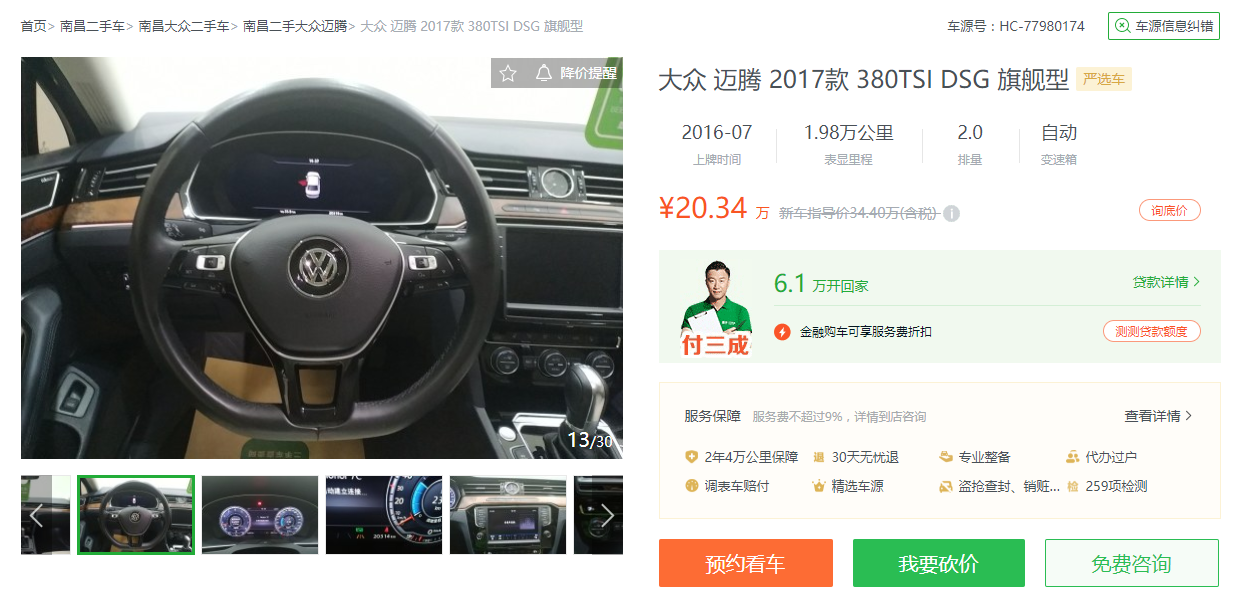 首页> 南昌二手车> 南昌大众二手车> 南昌二手大众迈腾> 大众 迈腾 2017款 380TSI DSG 旗舰型
车源号：HC-77980174
车源信息纠错
降价提醒
13/30
大众 迈腾 2017款 380TSI DSG 旗舰型 严选车
2016-07 1.98万公里 2.0 自动
上牌时间 表显里程 排量 变速箱
¥20.34 万 新车指导价34.40万(含税) i
询底价
付三成
6.1 万开回家
贷款详情 >
金融购车可享服务费折扣
测测贷款额度
服务保障 服务费不超过9%，详情到店咨询
查看详情 >
2年4万公里保障 退 30天无忧退 专业整备 代办过户
调表车赔付 精选车源 盗抢查封、销赃... 检 259项检测
预约看车 我要砍价 免费咨询